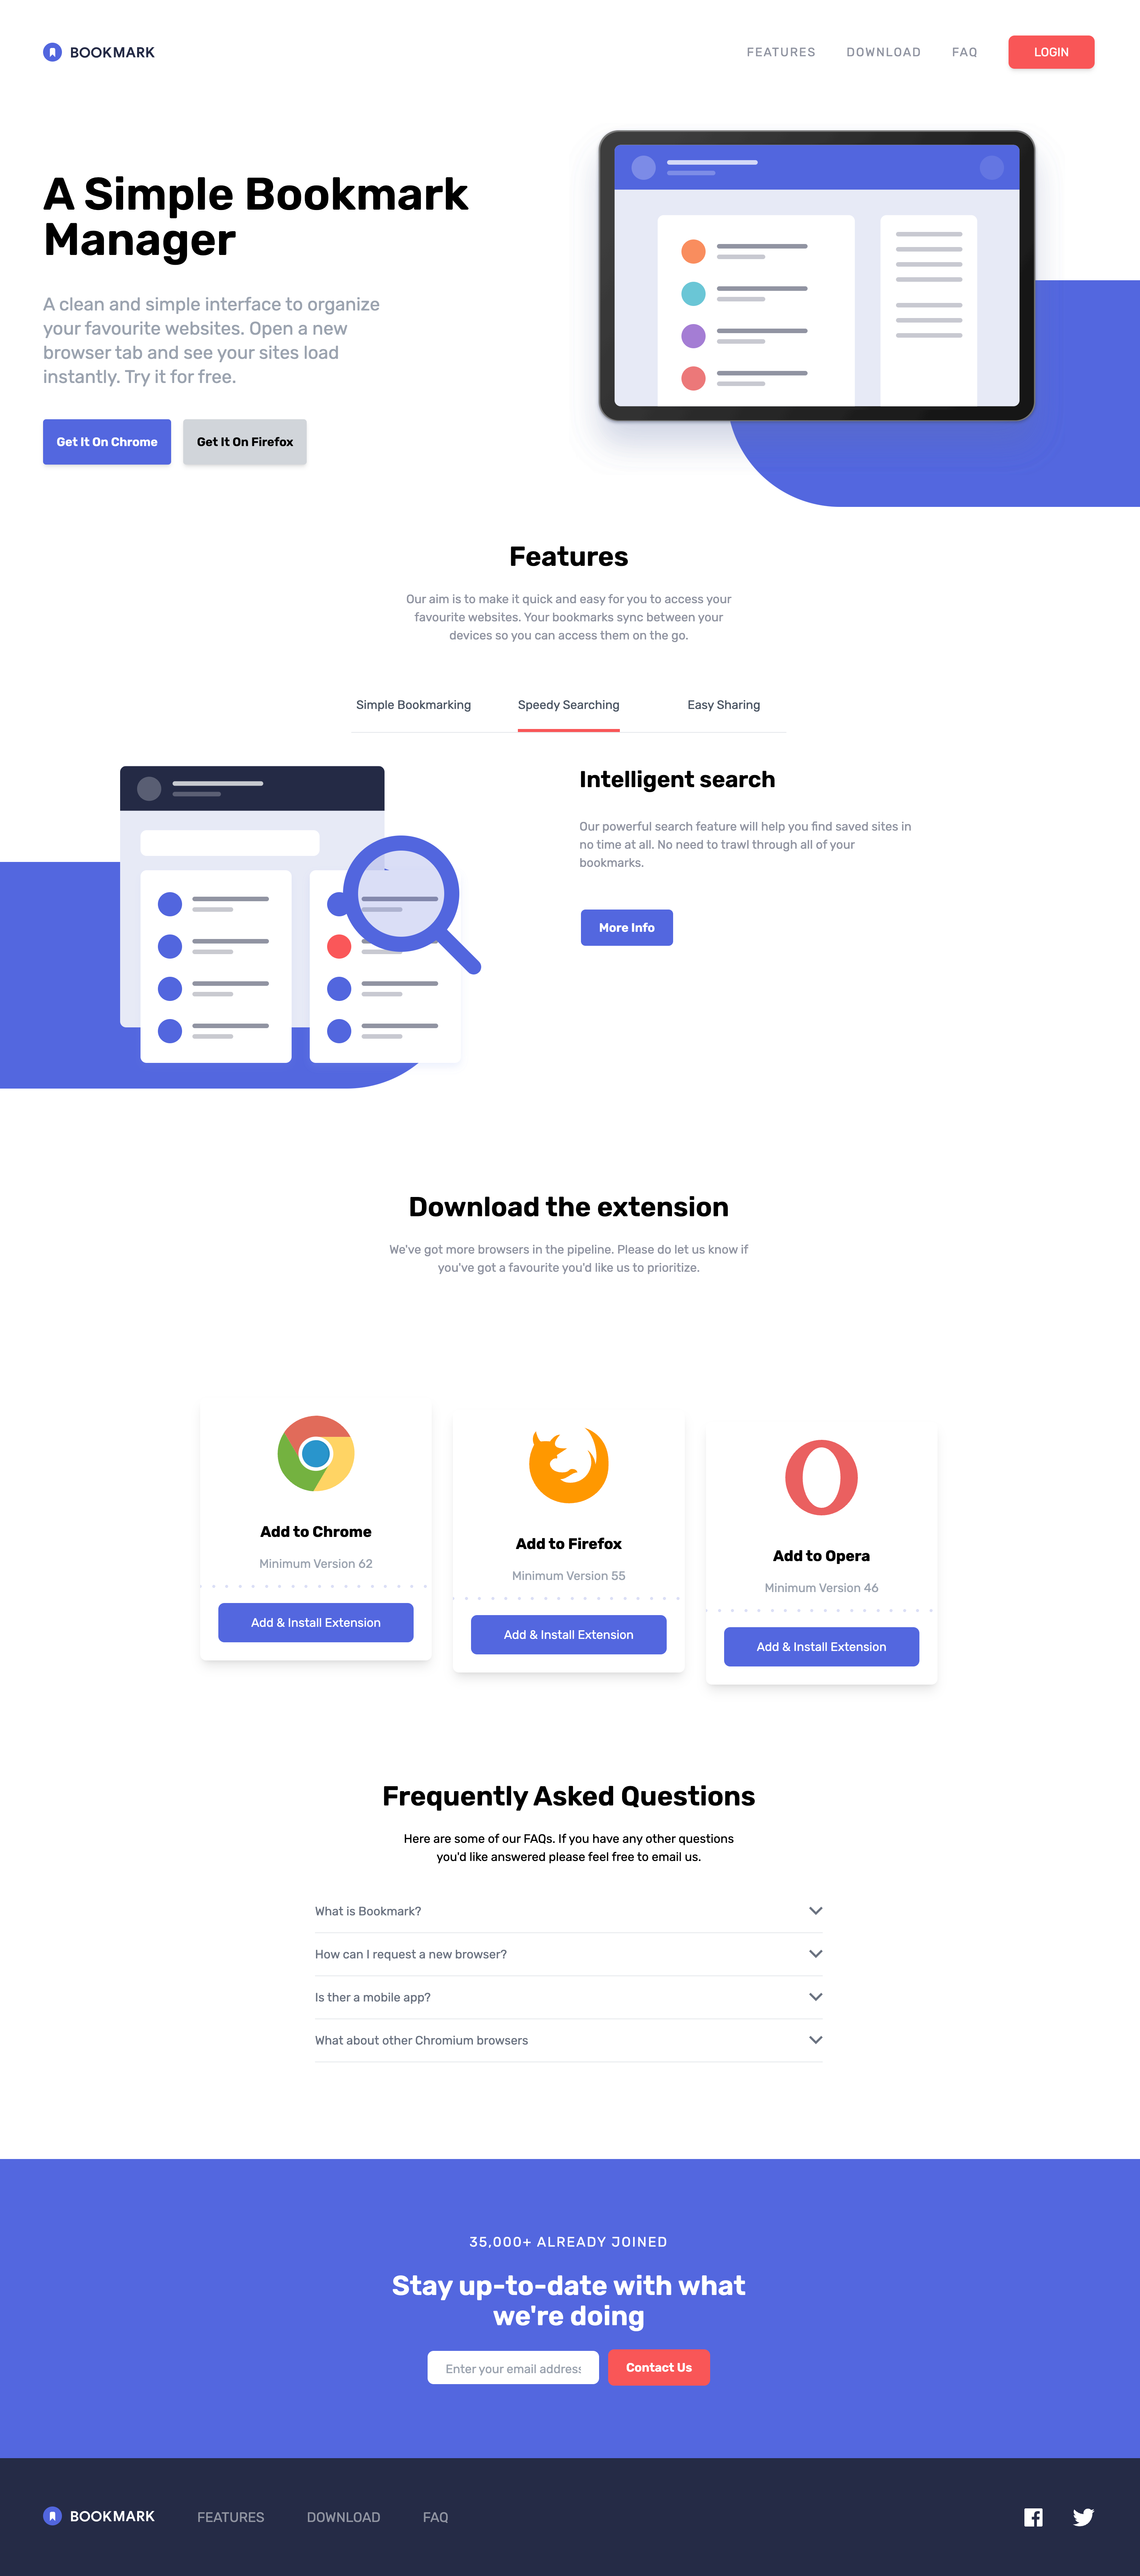 BOOKMARK
FEATURES
DOWNLOAD
FAQ
LOGIN
A Simple Bookmark
Manager
A clean and simple interface to organize
your favourite websites. Open a new
browser tab and see your sites load
instantly. Try it for free.
Get It On Chrome
Get It On Firefox
Features
Our aim is to make it quick and easy for you to access your
favourite websites. Your bookmarks sync between your
devices so you can access them on the go.
Simple Bookmarking
Speedy Searching
Easy Sharing
Intelligent search
Our powerful search feature will help you find saved sites in
no time at all. No need to trawl through all of your
bookmarks.
More Info
Download the extension
We've got more browsers in the pipeline. Please do let us know if
you've got a favourite you'd like us to prioritize.
Add to Chrome
Minimum Version 62
Add & Install Extension
Add to Firefox
Minimum Version 55
Add & Install Extension
Add to Opera
Minimum Version 46
Add & Install Extension
Frequently Asked Questions
Here are some of our FAQs. If you have any other questions
you'd like answered please feel free to email us.
What is Bookmark?
How can I request a new browser?
Is ther a mobile app?
What about other Chromium browsers
35,000+ ALREADY JOINED
Stay up-to-date with what
we're doing
Enter your email address
Contact Us
BOOKMARK
FEATURES
DOWNLOAD
FAQ